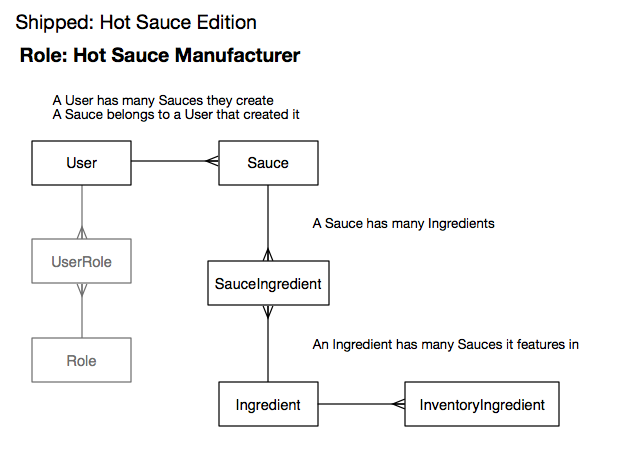 Shipped: Hot Sauce Edition
Role: Hot Sauce Manufacturer
A User has many Sauces they create
A Sauce belongs to a User that created it
User
Sauce
A Sauce has many Ingredients
UserRole
SauceIngredient
An Ingredient has many Sauces it features in
Role
Ingredient
InventoryIngredient